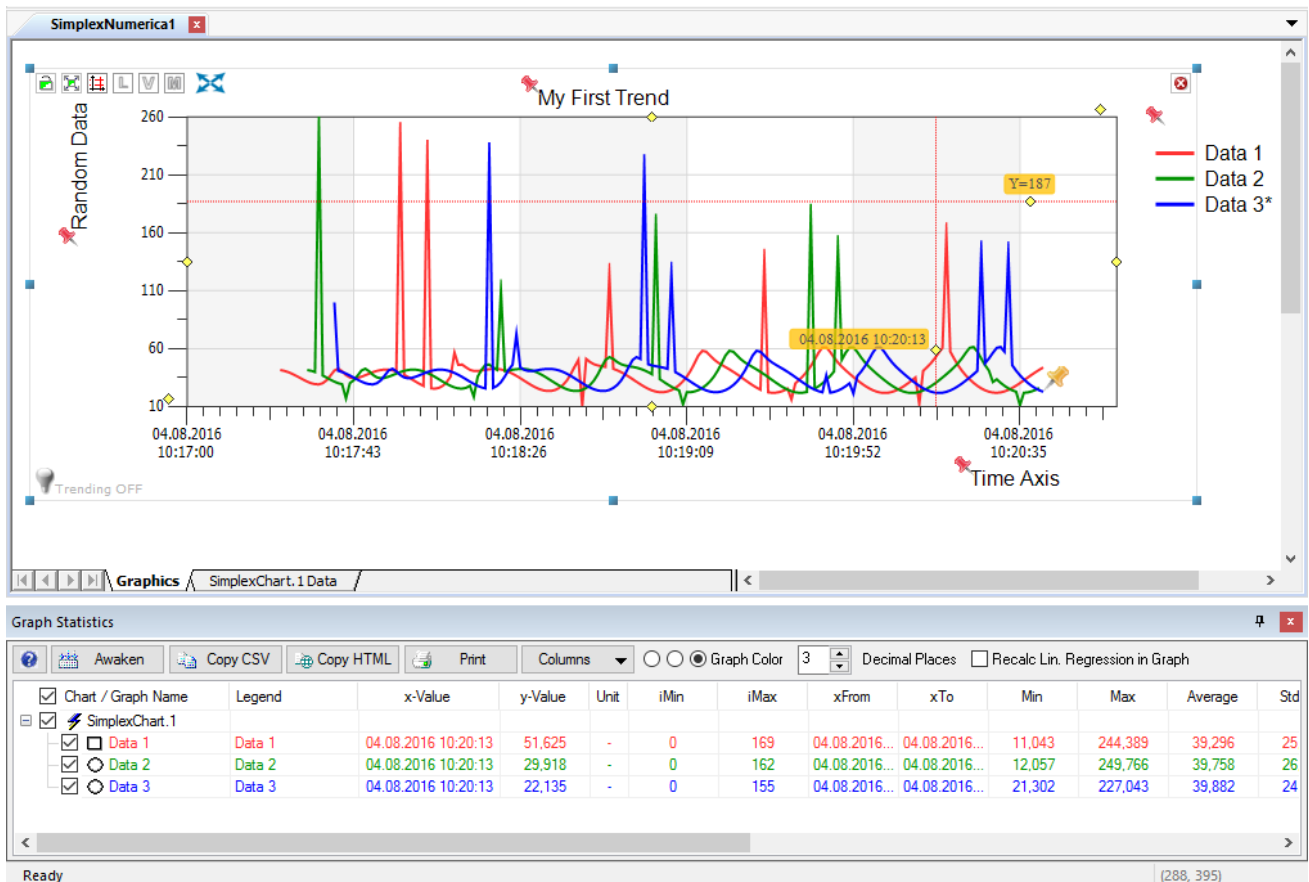 SimplexNumerica1
L V M
My First Trend
Random Data
260
210
160
110
60
10
Y=187
04.08.2016 10:20:13
Data 1
Data 2
Data 3*
04.08.2016 04.08.2016 04.08.2016 04.08.2016 04.08.2016 04.08.2016
10:17:00 10:17:43 10:18:26 10:19:09 10:19:52 10:20:35
Time Axis
Trending OFF
Graphics SimplexChart.1 Data
Graph Statistics
Awaken Copy CSV Copy HTML Print Columns Graph Color 3 Decimal Places Recalc Lin. Regression in Graph
Chart / Graph Name Legend x-Value y-Value Unit iMin iMax xFrom xTo Min Max Average Std
SimplexChart.1
Data 1 Data 1 04.08.2016 10:20:13 51,625 - 0 169 04.08.2016... 04.08.2016... 11,043 244,389 39,296 25
Data 2 Data 2 04.08.2016 10:20:13 29,918 - 0 162 04.08.2016... 04.08.2016... 12,057 249,766 39,758 26
Data 3 Data 3 04.08.2016 10:20:13 22,135 - 0 155 04.08.2016... 04.08.2016... 21,302 227,043 39,882 24
Ready (288, 395)